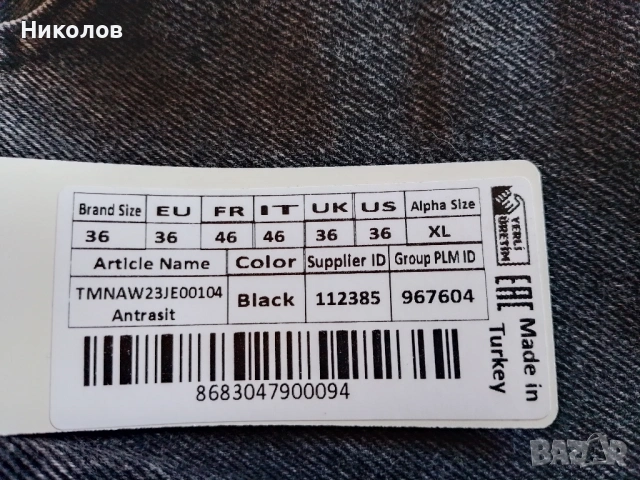 Николов
Brand Size EU FR IT UK US Alpha Size
36 36 46 46 36 36 XL
Article Name Color Supplier ID Group PLM ID
TMNAW23JE00104 Black 112385 967604
Antrasit
8683047900094
YERLİ
ÜRETİM
EAC
Made in
Turkey
BAZAR